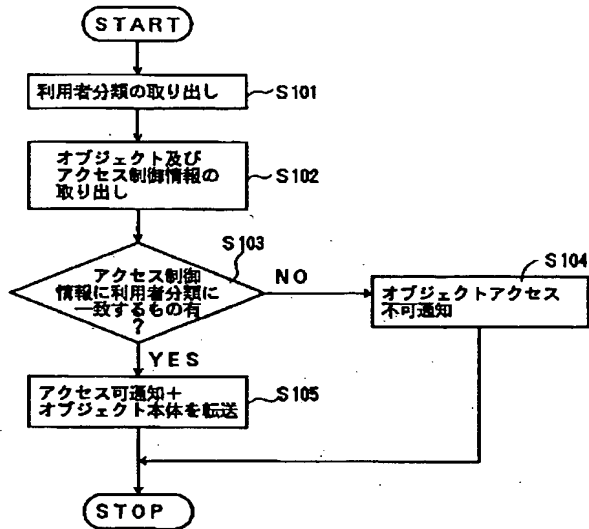 START
利用者分類の取り出し
S101
オブジェクト及び
アクセス制御情報の
取り出し
S102
S103
アクセス制御
情報に利用者分類に
一致するもの有
?
NO
S104
オブジェクトアクセス
不可通知
YES
アクセス可通知+
オブジェクト本体を転送
S105
STOP